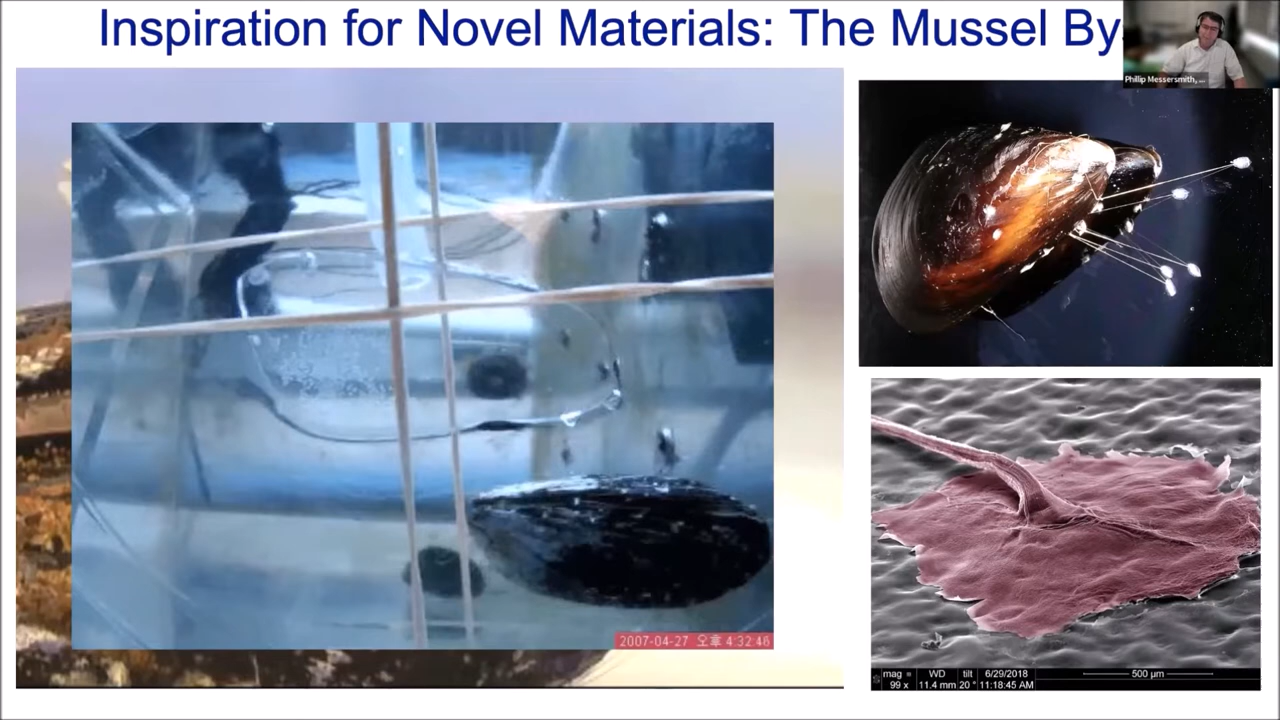 Inspiration for Novel Materials: The Mussel By
Phillip Messersmith, ...
2007-04-27 오후 4:32:46
mag = WD tilt 6/29/2018 500 µm
99 x 11.4 mm 20 ° 11:18:45 AM